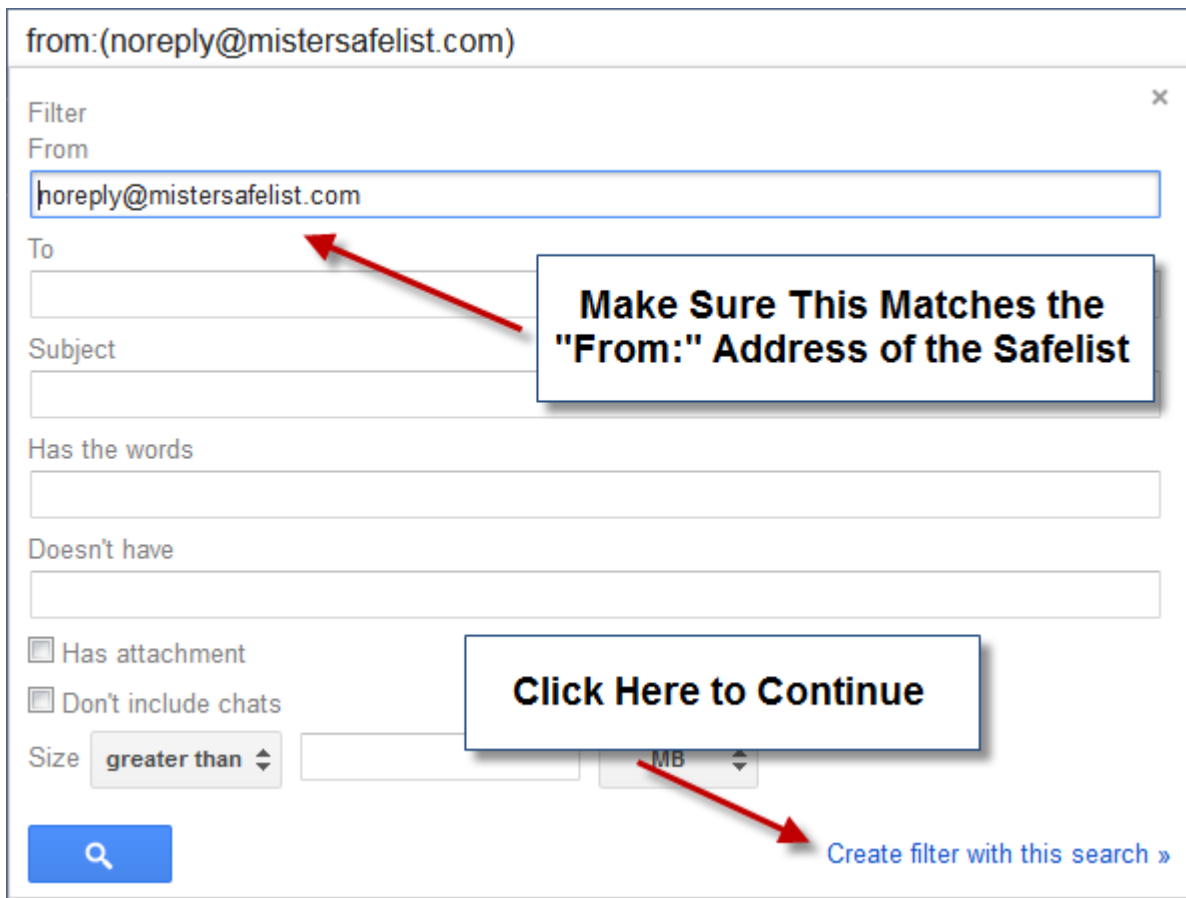 from:(noreply@mistersafelist.com)
×
Filter
From
noreply@mistersafelist.com
To
Make Sure This Matches the
"From:" Address of the Safelist
Subject
Has the words
Doesn't have
Has attachment
Click Here to Continue
Don't include chats
Size greater than MB
Create filter with this search »